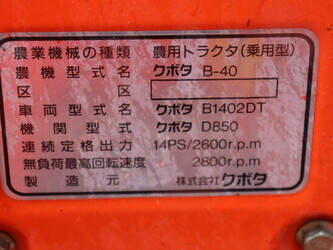 農業機械の種類 農用トラクタ(乗用型)
農機型式名 クボタ B-40
区 区
車両型式名 クボタ B1402DT
機関型式名 クボタ D850
連続定格出力 14PS/2600r.p.m
無負荷最高回転速度 2800r.p.m
製造元 株式会社クボタ